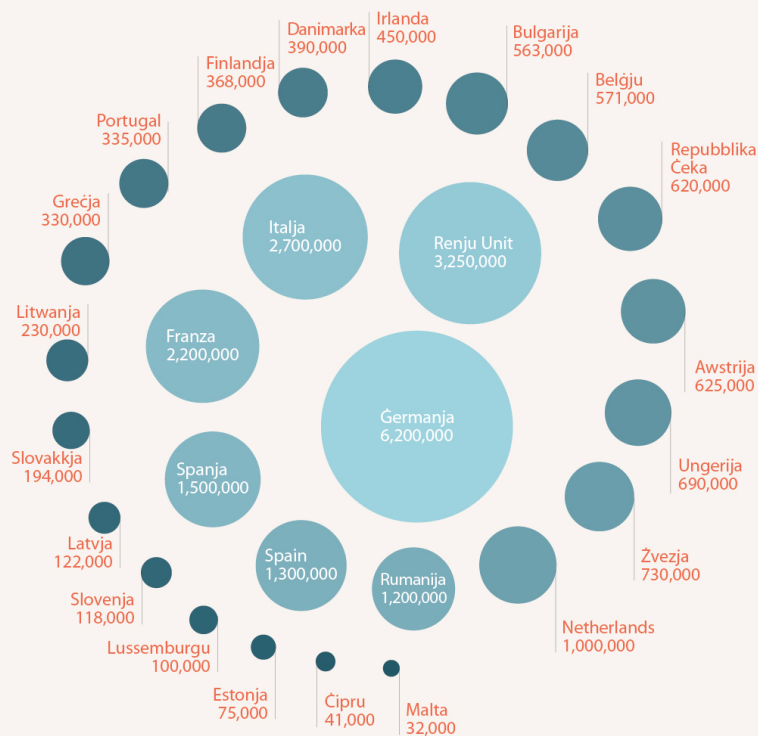 Irlanda
450,000
Danimarka
390,000
Bulgarija
563,000
Finlandja
368,000
Belġju
571,000
Portugal
335,000
Repubblika
Ċeka
620,000
Greċja
330,000
Italja
2,700,000
Renju Unit
3,250,000
Litwanja
230,000
Franza
2,200,000
Awstrija
625,000
Ġermanja
6,200,000
Slovakkja
194,000
Spanja
1,500,000
Ungerija
690,000
Latvja
122,000
Spain
1,300,000
Rumanija
1,200,000
Żvezja
730,000
Slovenja
118,000
Netherlands
1,000,000
Lussemburgu
100,000
Estonja
75,000
Ċipru
41,000
Malta
32,000